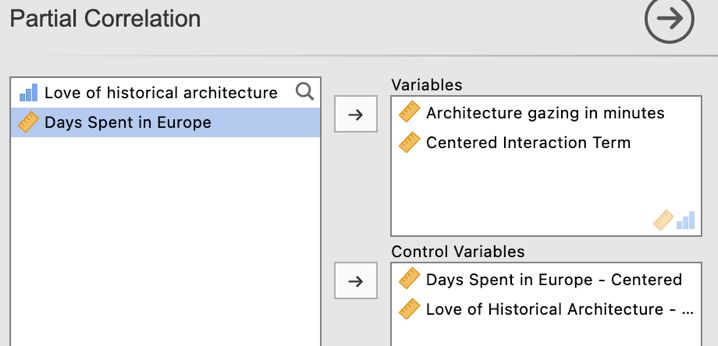 Partial Correlation
Love of historical architecture
Days Spent in Europe
Variables
Architecture gazing in minutes
Centered Interaction Term
Control Variables
Days Spent in Europe - Centered
Love of Historical Architecture - ...